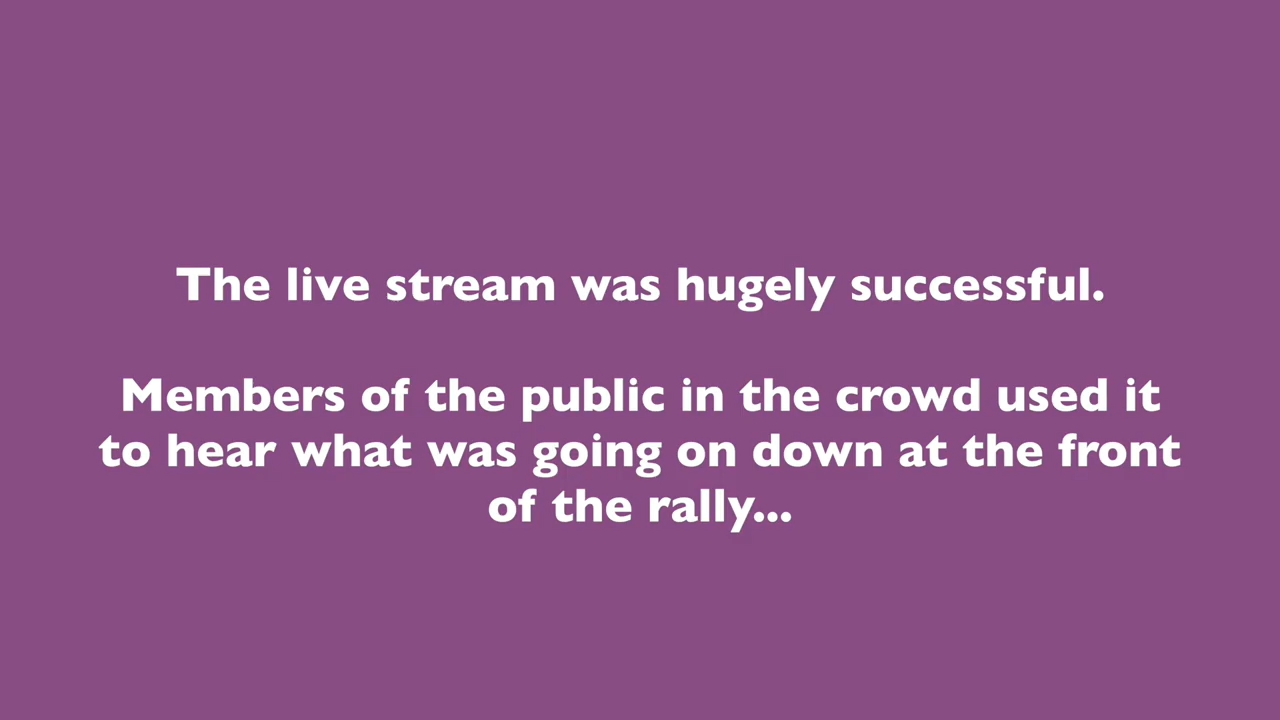 The live stream was hugely successful.
Members of the public in the crowd used it
to hear what was going on down at the front
of the rally...